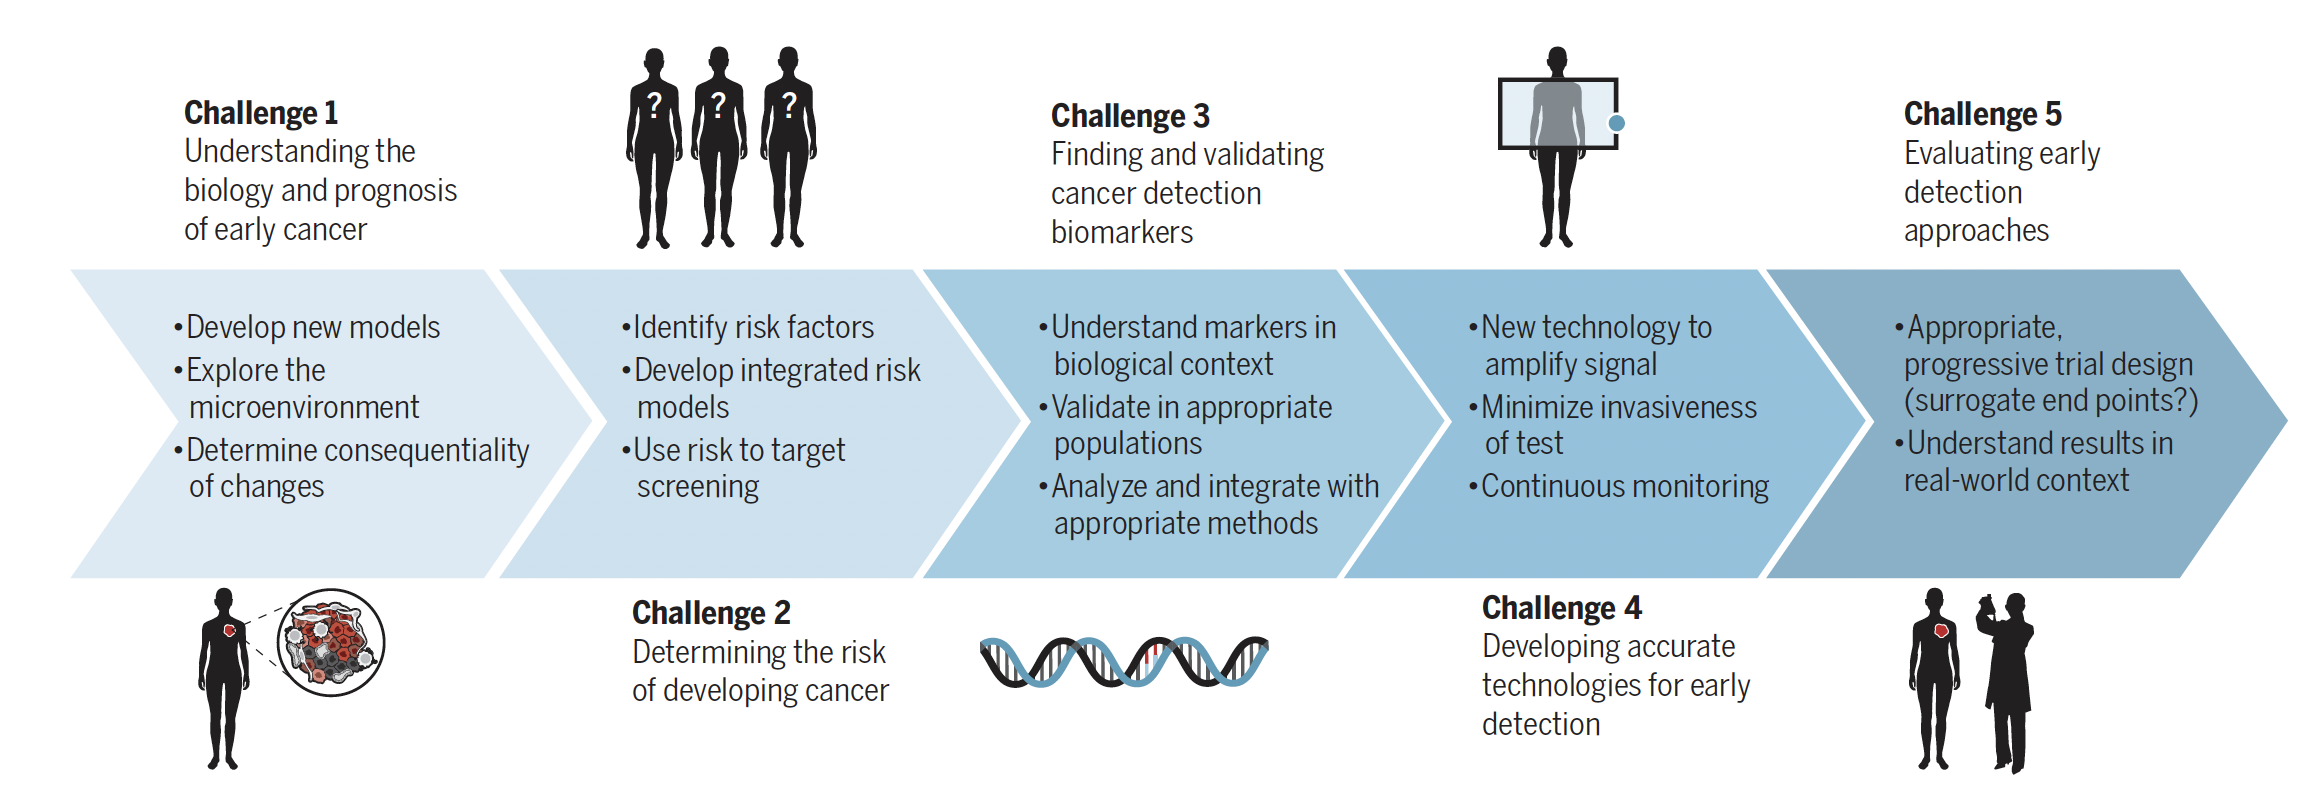 Challenge 1
Understanding the
biology and prognosis
of early cancer
• Develop new models
• Explore the
microenvironment
• Determine consequentiality
of changes
? ? ?
• Identify risk factors
• Develop integrated risk
models
• Use risk to target
screening
Challenge 2
Determining the risk
of developing cancer
Challenge 3
Finding and validating
cancer detection
biomarkers
• Understand markers in
biological context
• Validate in appropriate
populations
• Analyze and integrate with
appropriate methods
• New technology to
amplify signal
• Minimize invasiveness
of test
• Continuous monitoring
Challenge 4
Developing accurate
technologies for early
detection
Challenge 5
Evaluating early
detection
approaches
• Appropriate,
progressive trial design
(surrogate end points?)
• Understand results in
real-world context